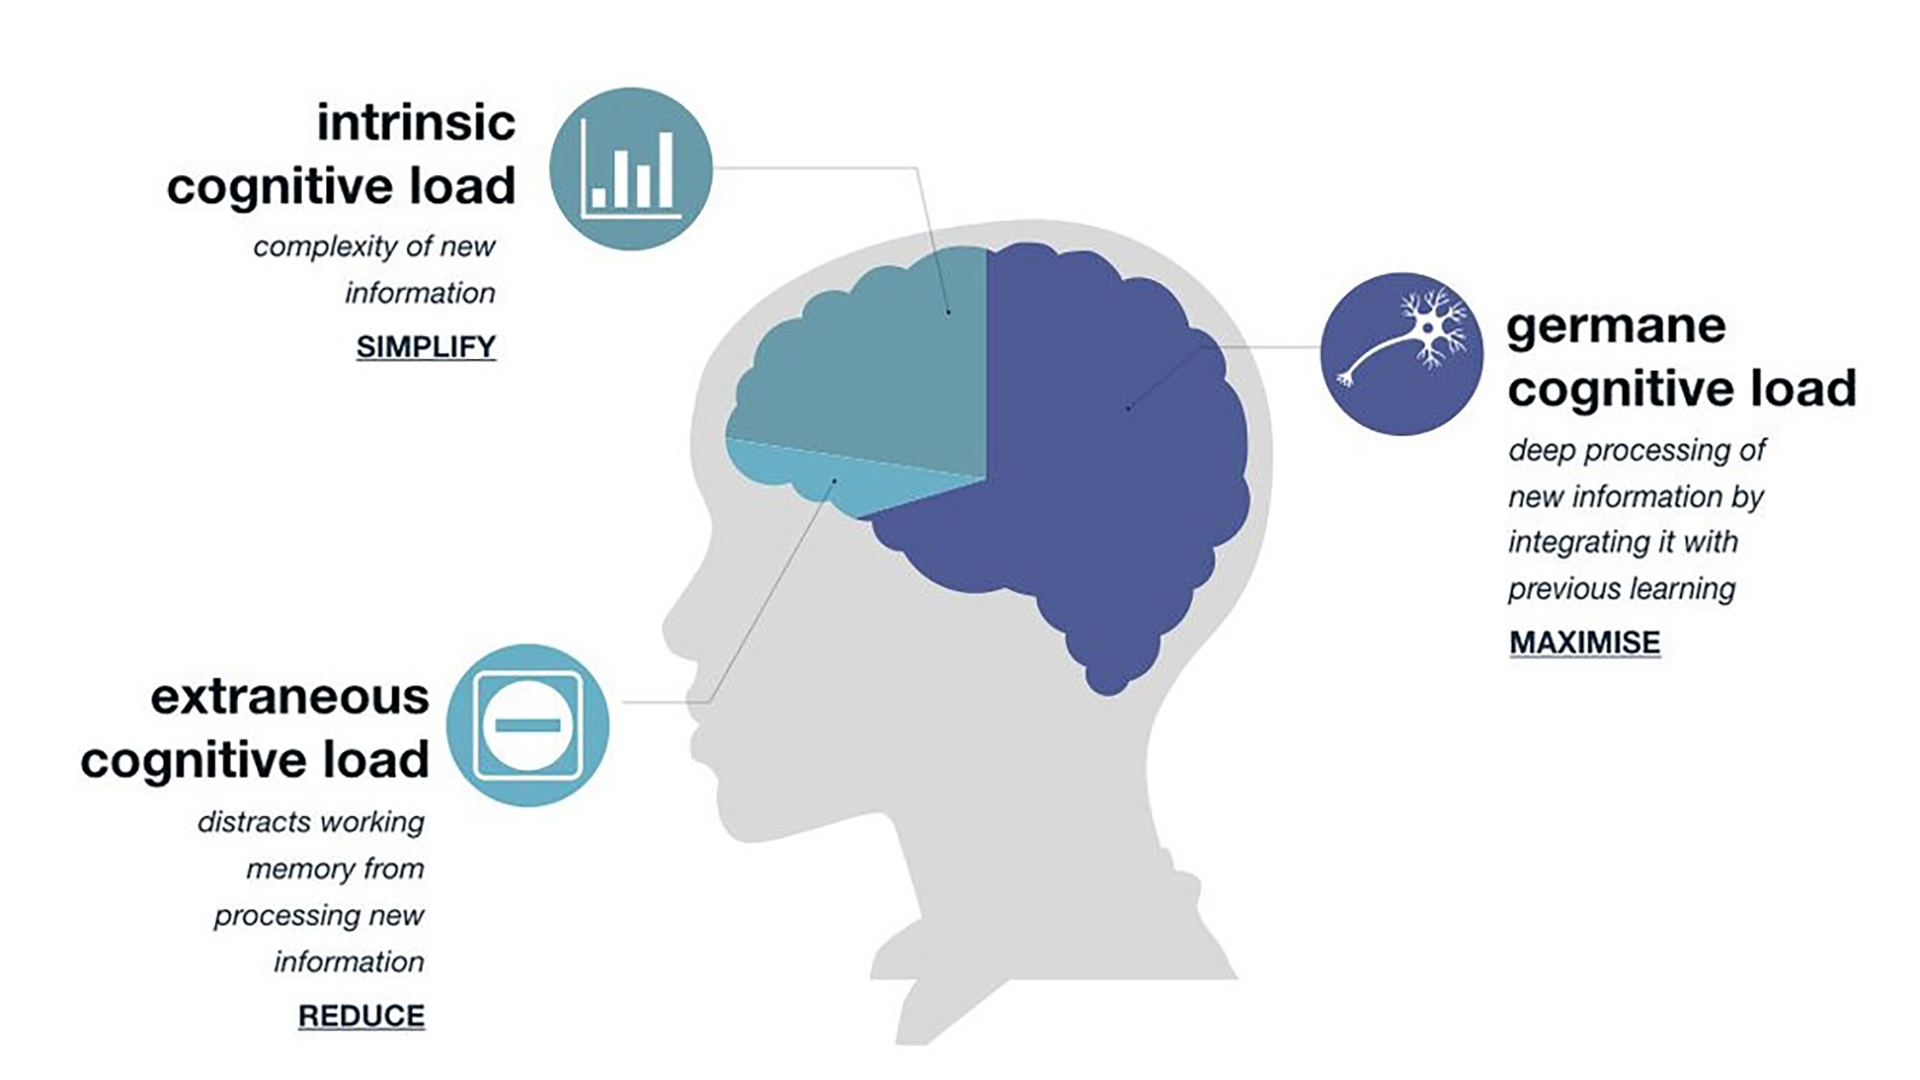 intrinsic
cognitive load
complexity of new
information
SIMPLIFY
germane
cognitive load
deep processing of
new information by
integrating it with
previous learning
MAXIMISE
extraneous
cognitive load
distracts working
memory from
processing new
information
REDUCE